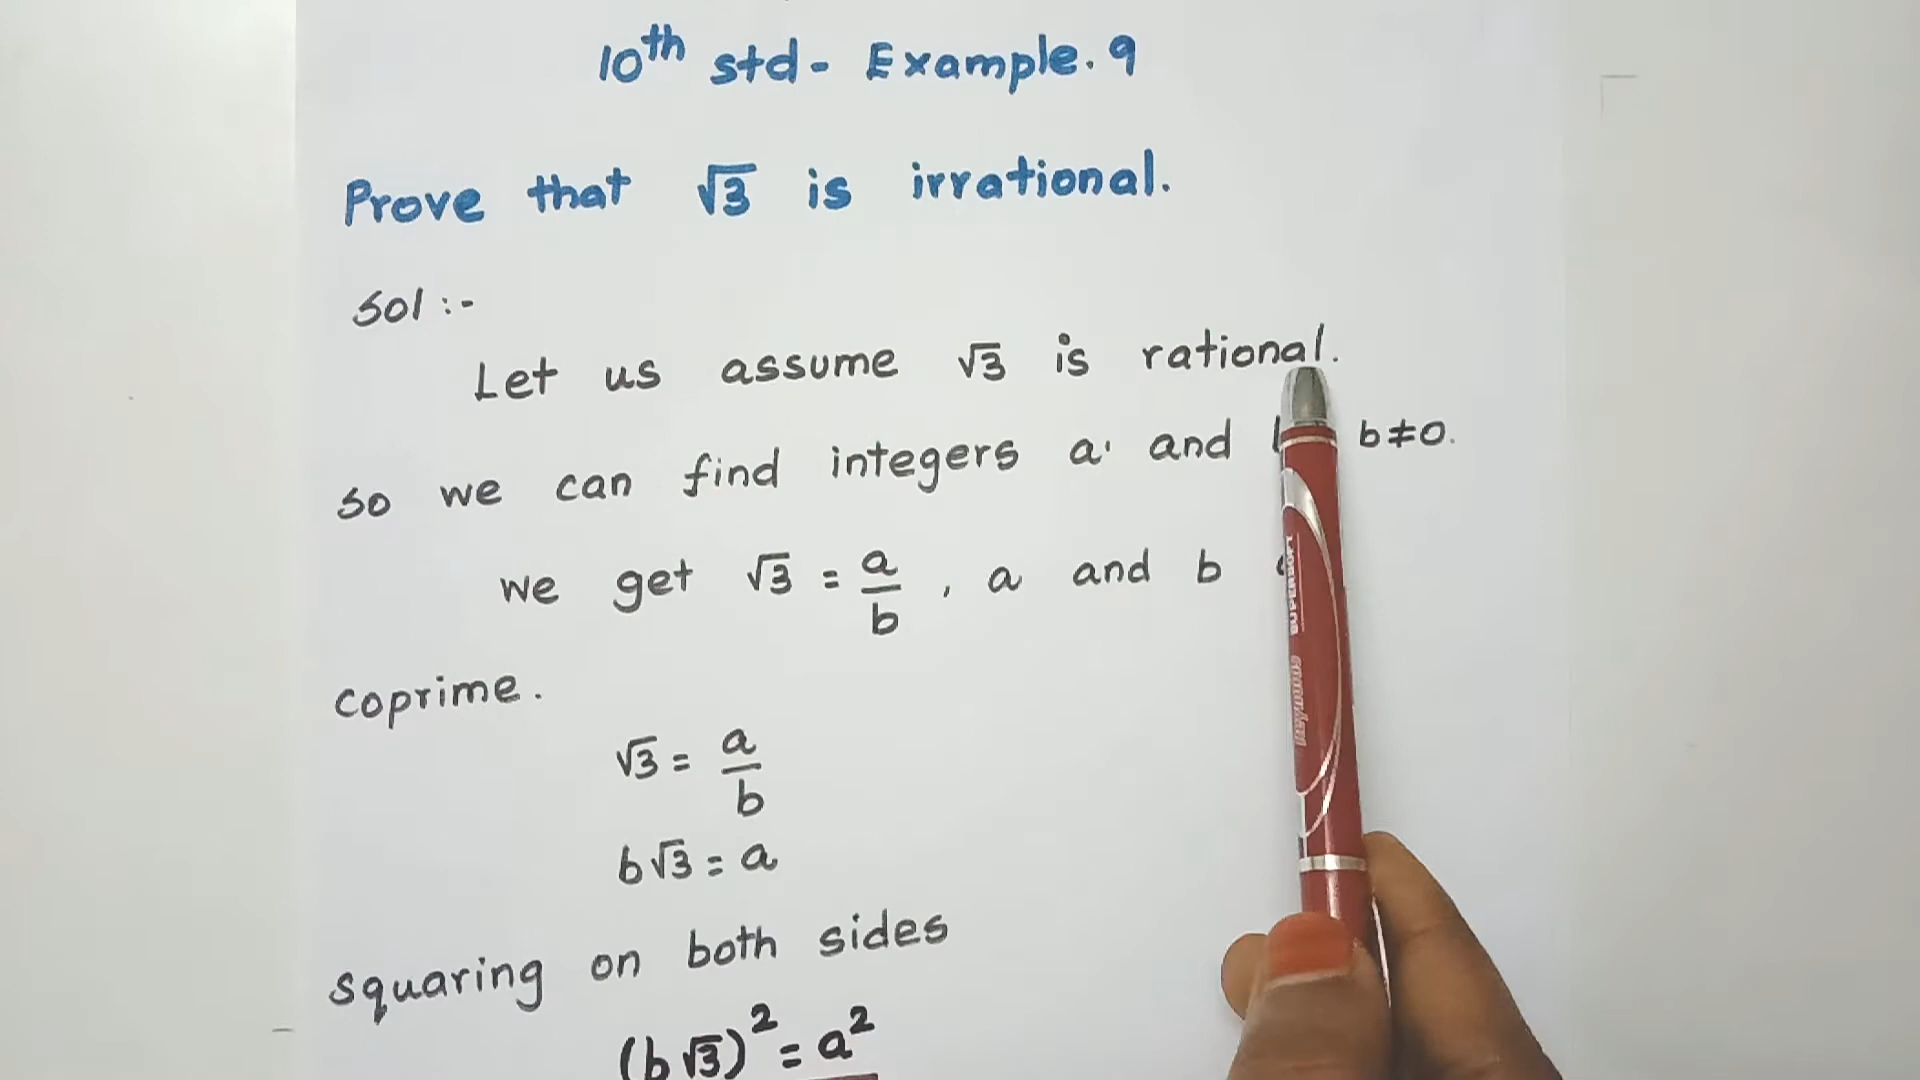 10th std - Example.9
Prove that √3 is irrational.
Sol :-
Let us assume √3 is rational.
So we can find integers a and b≠0.
we get √3 = a/b , a and b
coprime.
√3 = a/b
b√3 = a
squaring on both sides
(b√3)² = a²